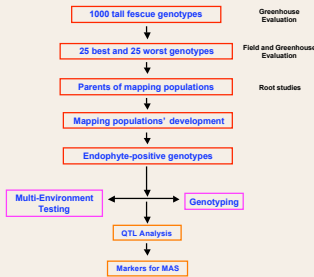 1000 tall fescue genotypes
Greenhouse
Evaluation
25 best and 25 worst genotypes
Field and Greenhouse
Evaluation
Parents of mapping populations
Root studies
Mapping populations' development
Endophyte-positive genotypes
Multi-Environment
Testing
Genotyping
QTL Analysis
Markers for MAS